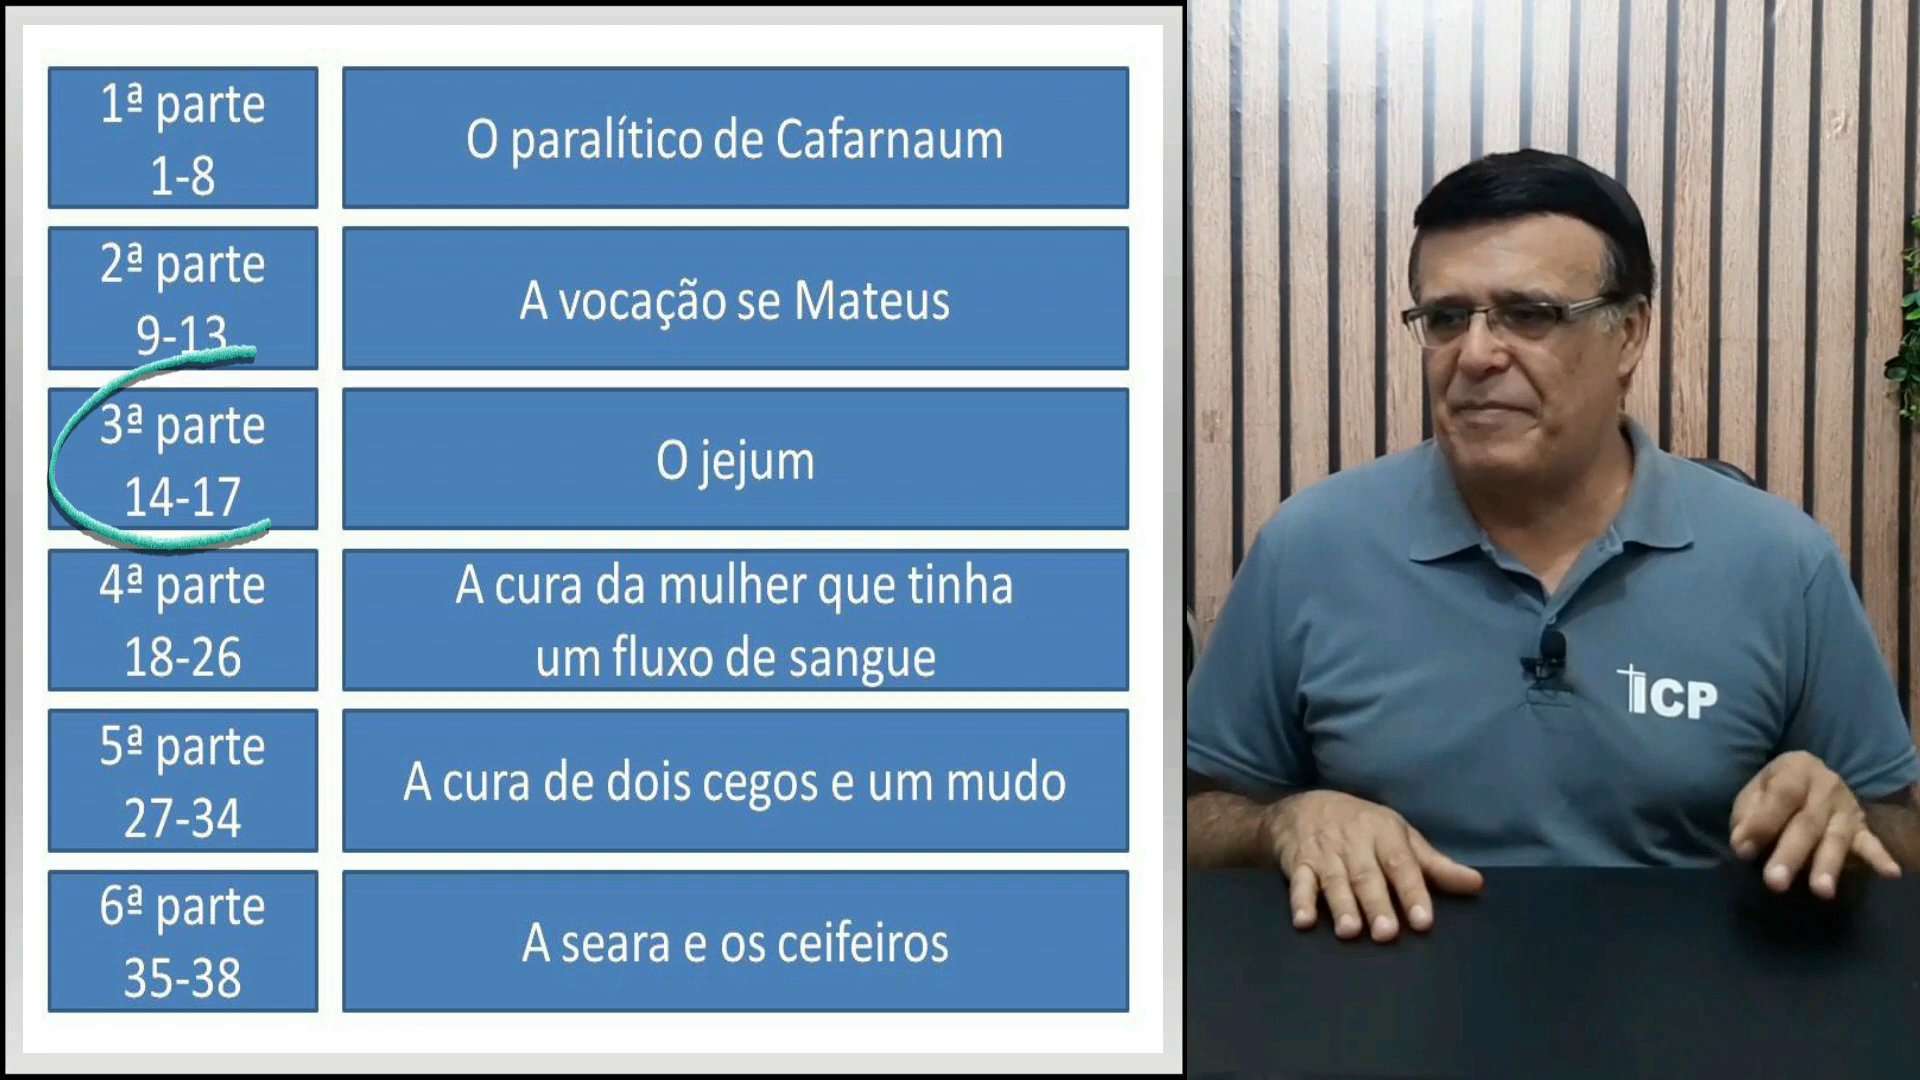 1ª parte
1-8
O paralítico de Cafarnaum
2ª parte
9-13
A vocação se Mateus
3ª parte
14-17
O jejum
4ª parte
18-26
A cura da mulher que tinha
um fluxo de sangue
5ª parte
27-34
A cura de dois cegos e um mudo
6ª parte
35-38
A seara e os ceifeiros
ICP